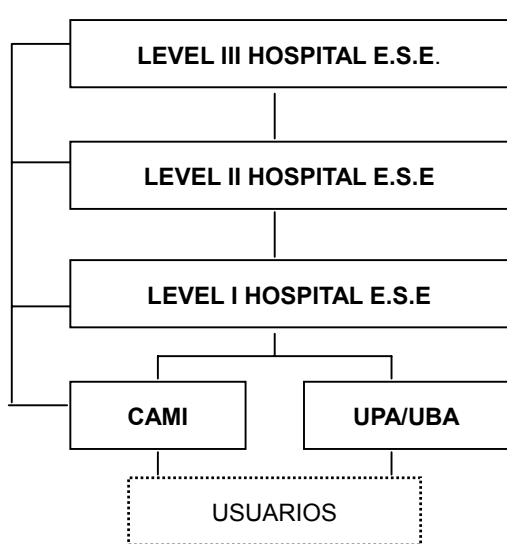 LEVEL III HOSPITAL E.S.E.
LEVEL II HOSPITAL E.S.E
LEVEL I HOSPITAL E.S.E
CAMI
UPA/UBA
USUARIOS